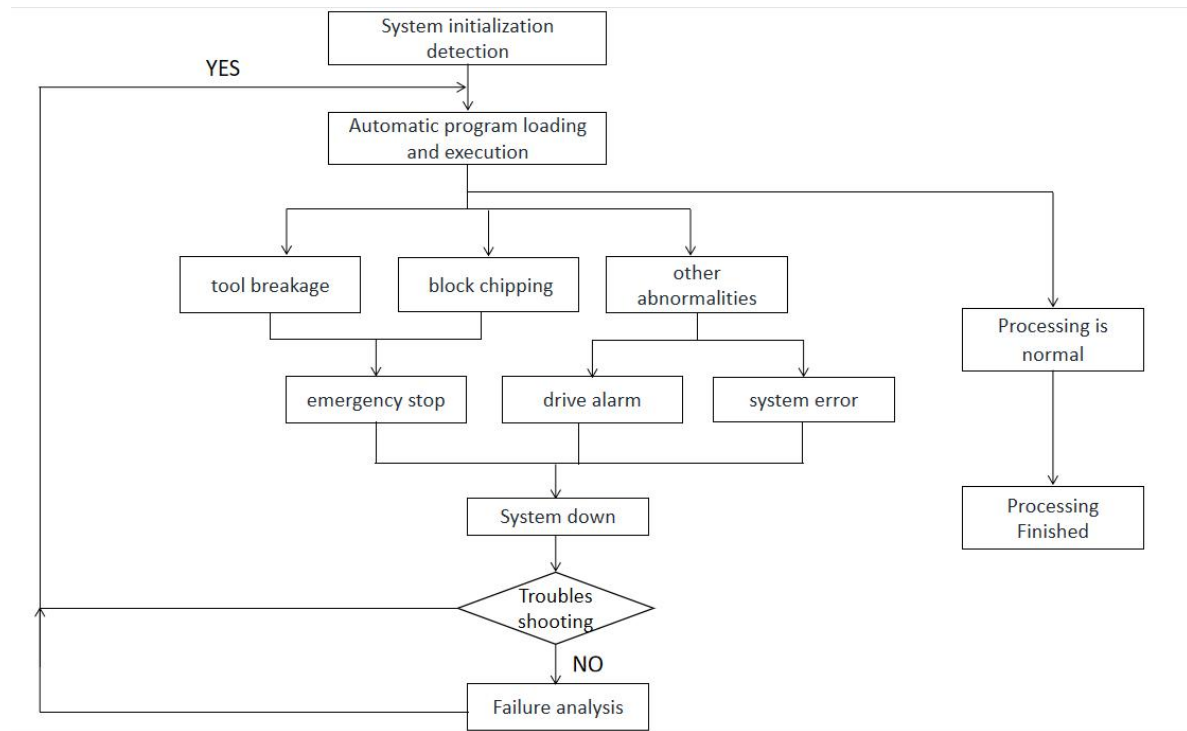 System initialization
detection
YES
Automatic program loading
and execution
tool breakage
block chipping
other
abnormalities
Processing is
normal
emergency stop
drive alarm
system error
System down
Processing
Finished
Troubles
shooting
NO
Failure analysis